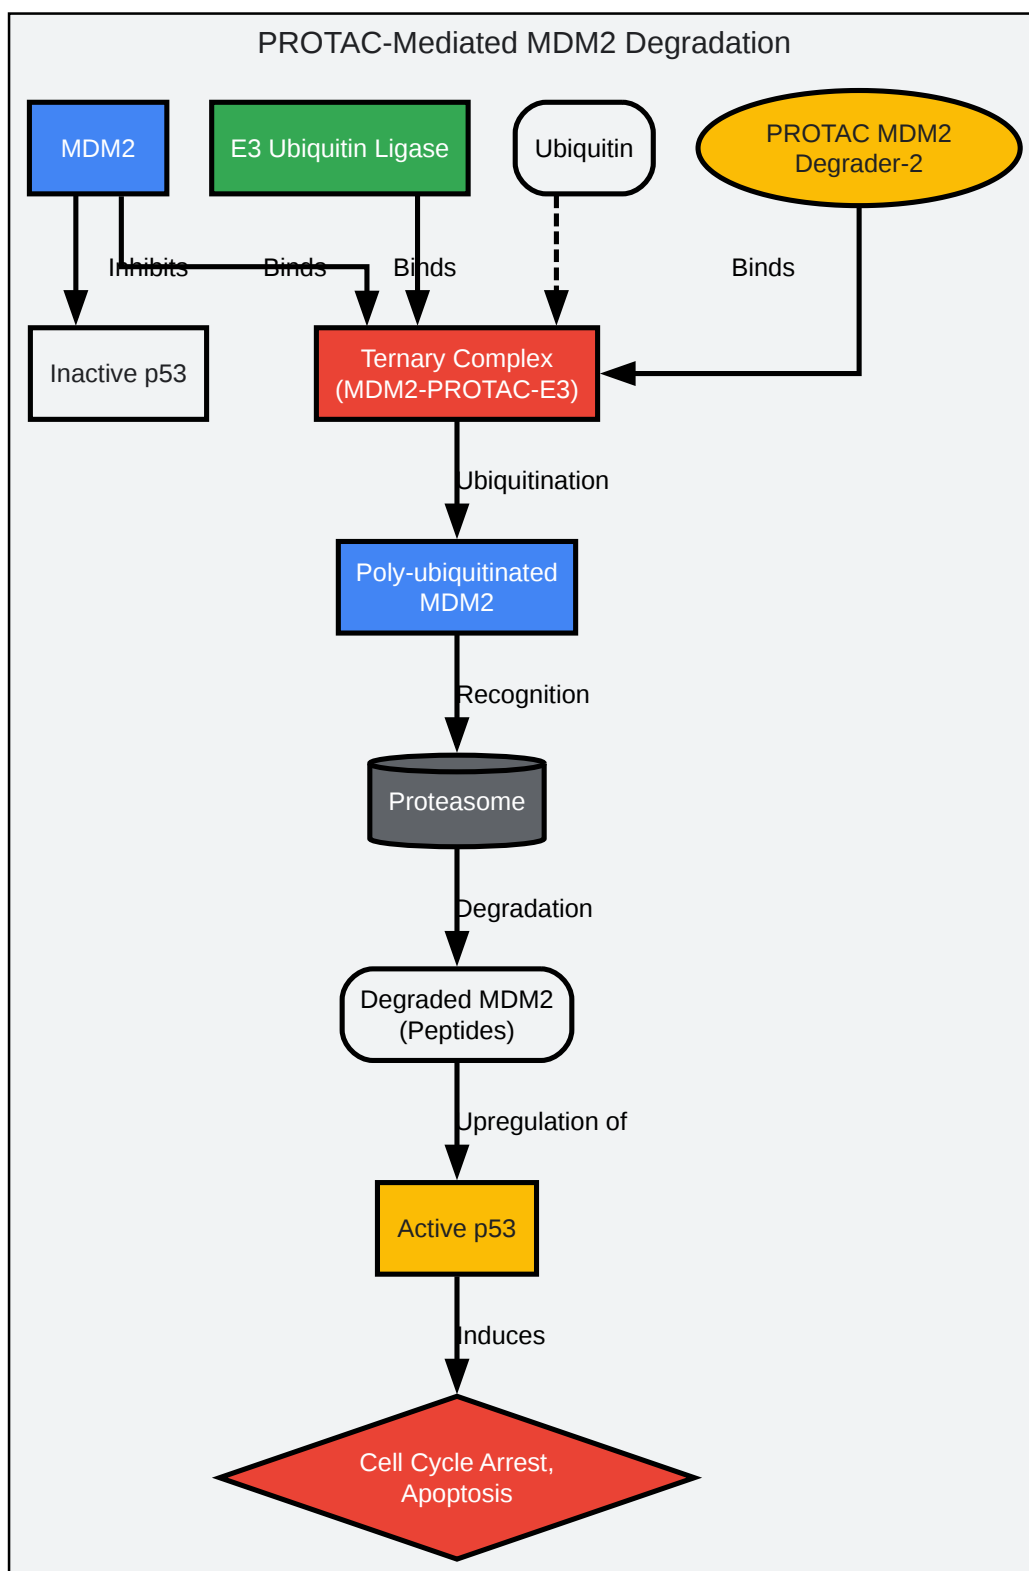 PROTAC-Mediated MDM2 Degradation
MDM2
E3 Ubiquitin Ligase
Ubiquitin
PROTAC MDM2
Degrader-2
Inhibits
Binds
Binds
Binds
Inactive p53
Ternary Complex
(MDM2-PROTAC-E3)
Ubiquitination
Poly-ubiquitinated
MDM2
Recognition
Proteasome
Degradation
Degraded MDM2
(Peptides)
Upregulation of
Active p53
Induces
Cell Cycle Arrest,
Apoptosis